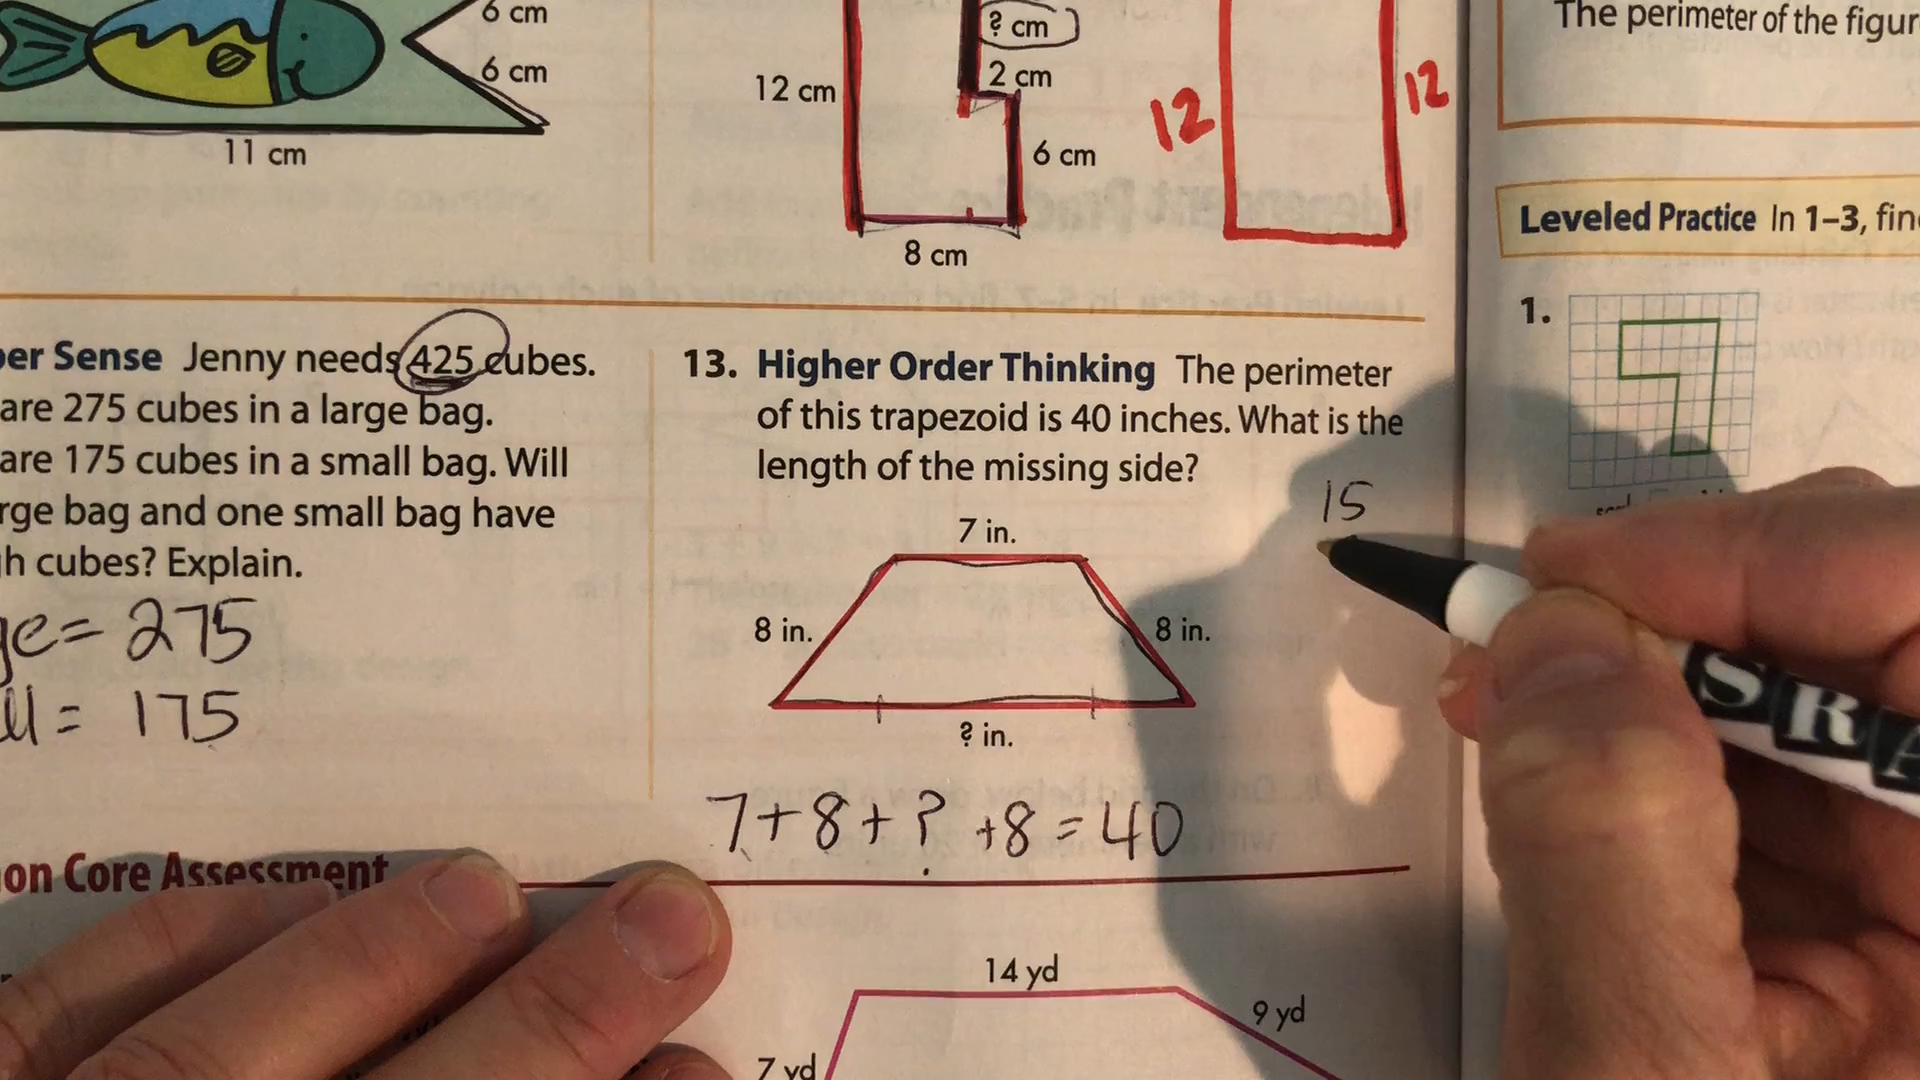 6 cm
6 cm
11 cm
? cm
2 cm
12 cm
6 cm
8 cm
12
12
er Sense Jenny needs 425 cubes.
are 275 cubes in a large bag.
are 175 cubes in a small bag. Will
rge bag and one small bag have
h cubes? Explain.
ge = 275
ll = 175
on Core Assessment
13. Higher Order Thinking The perimeter
of this trapezoid is 40 inches. What is the
length of the missing side?
15
7 in.
8 in.
8 in.
? in.
7+8+? +8=40
14 yd
9 yd
7 yd
The perimeter of the figur
Leveled Practice In 1–3, fin
1.
SRA